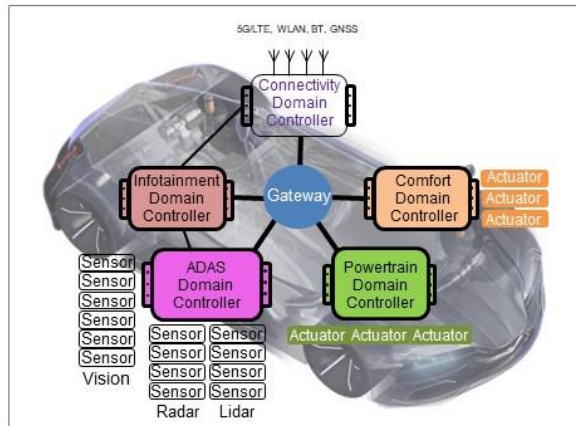 5G/LTE, WLAN, BT, GNSS
Connectivity
Domain
Controller
Infotainment
Domain
Controller
Gateway
Comfort
Domain
Controller
Actuator
Actuator
Actuator
ADAS
Domain
Controller
Powertrain
Domain
Controller
Sensor
Sensor
Sensor
Sensor
Sensor
Sensor
Vision
Sensor Sensor
Sensor Sensor
Sensor Sensor
Sensor Sensor
Radar Lidar
Actuator Actuator Actuator